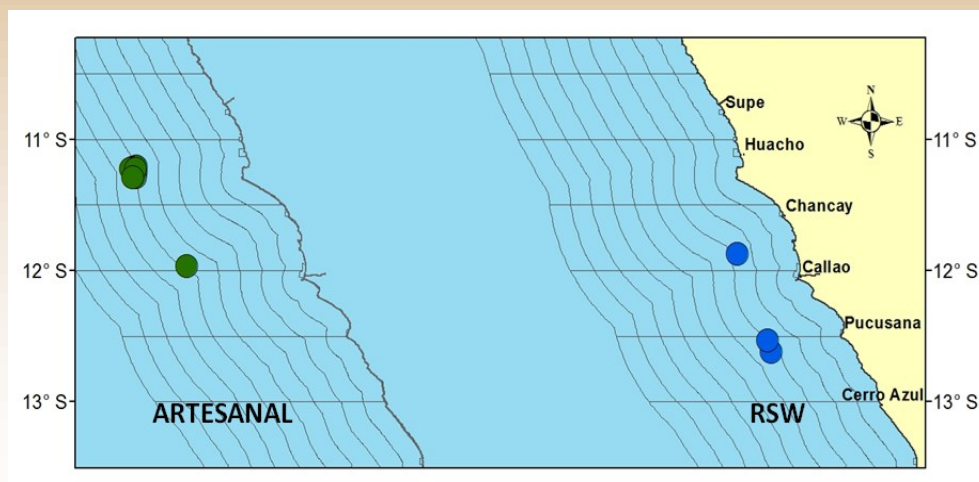 N
W E
S
Supe
11° S
11° S
Huacho
Chancay
12° S
Callao
12° S
Pucusana
Cerro Azul
13° S
13° S
ARTESANAL
RSW